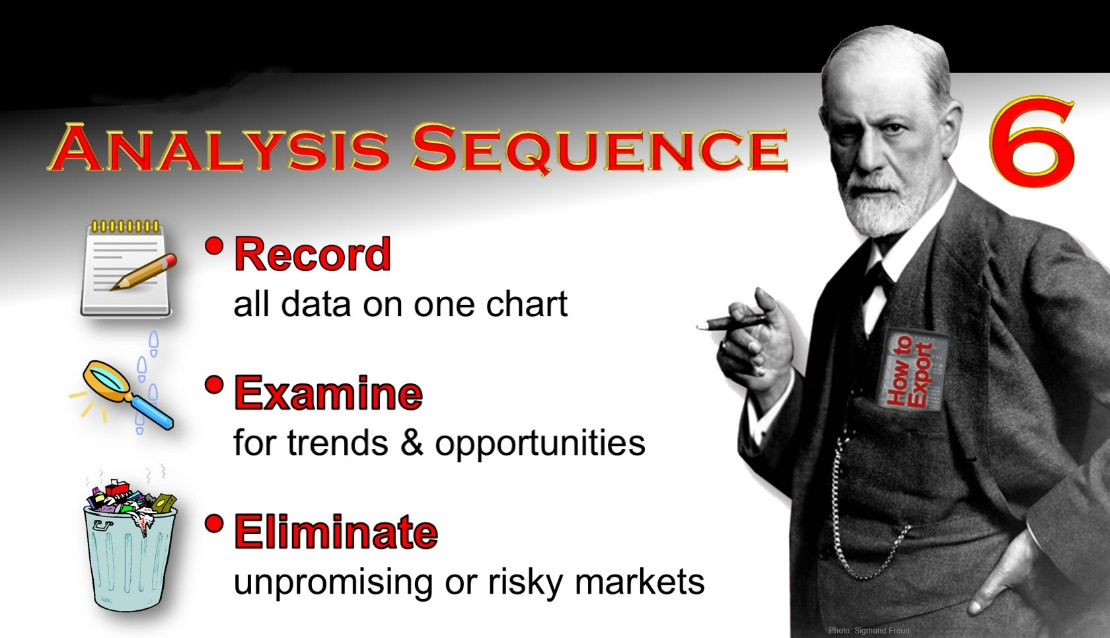 Analysis Sequence
6
• Record
all data on one chart
• Examine
for trends & opportunities
• Eliminate
unpromising or risky markets
How to
Export
Photo: Sigmund Freud